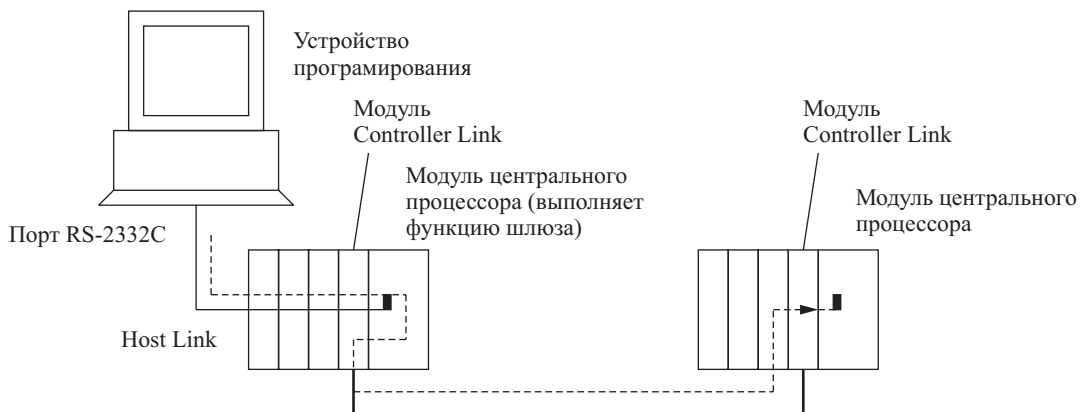 Устройство
програмирования
Модуль
Controller Link
Модуль
Controller Link
Модуль центрального
процессора (выполняет
функцию шлюза)
Модуль центрального
процессора
Порт RS-2332C
Host Link